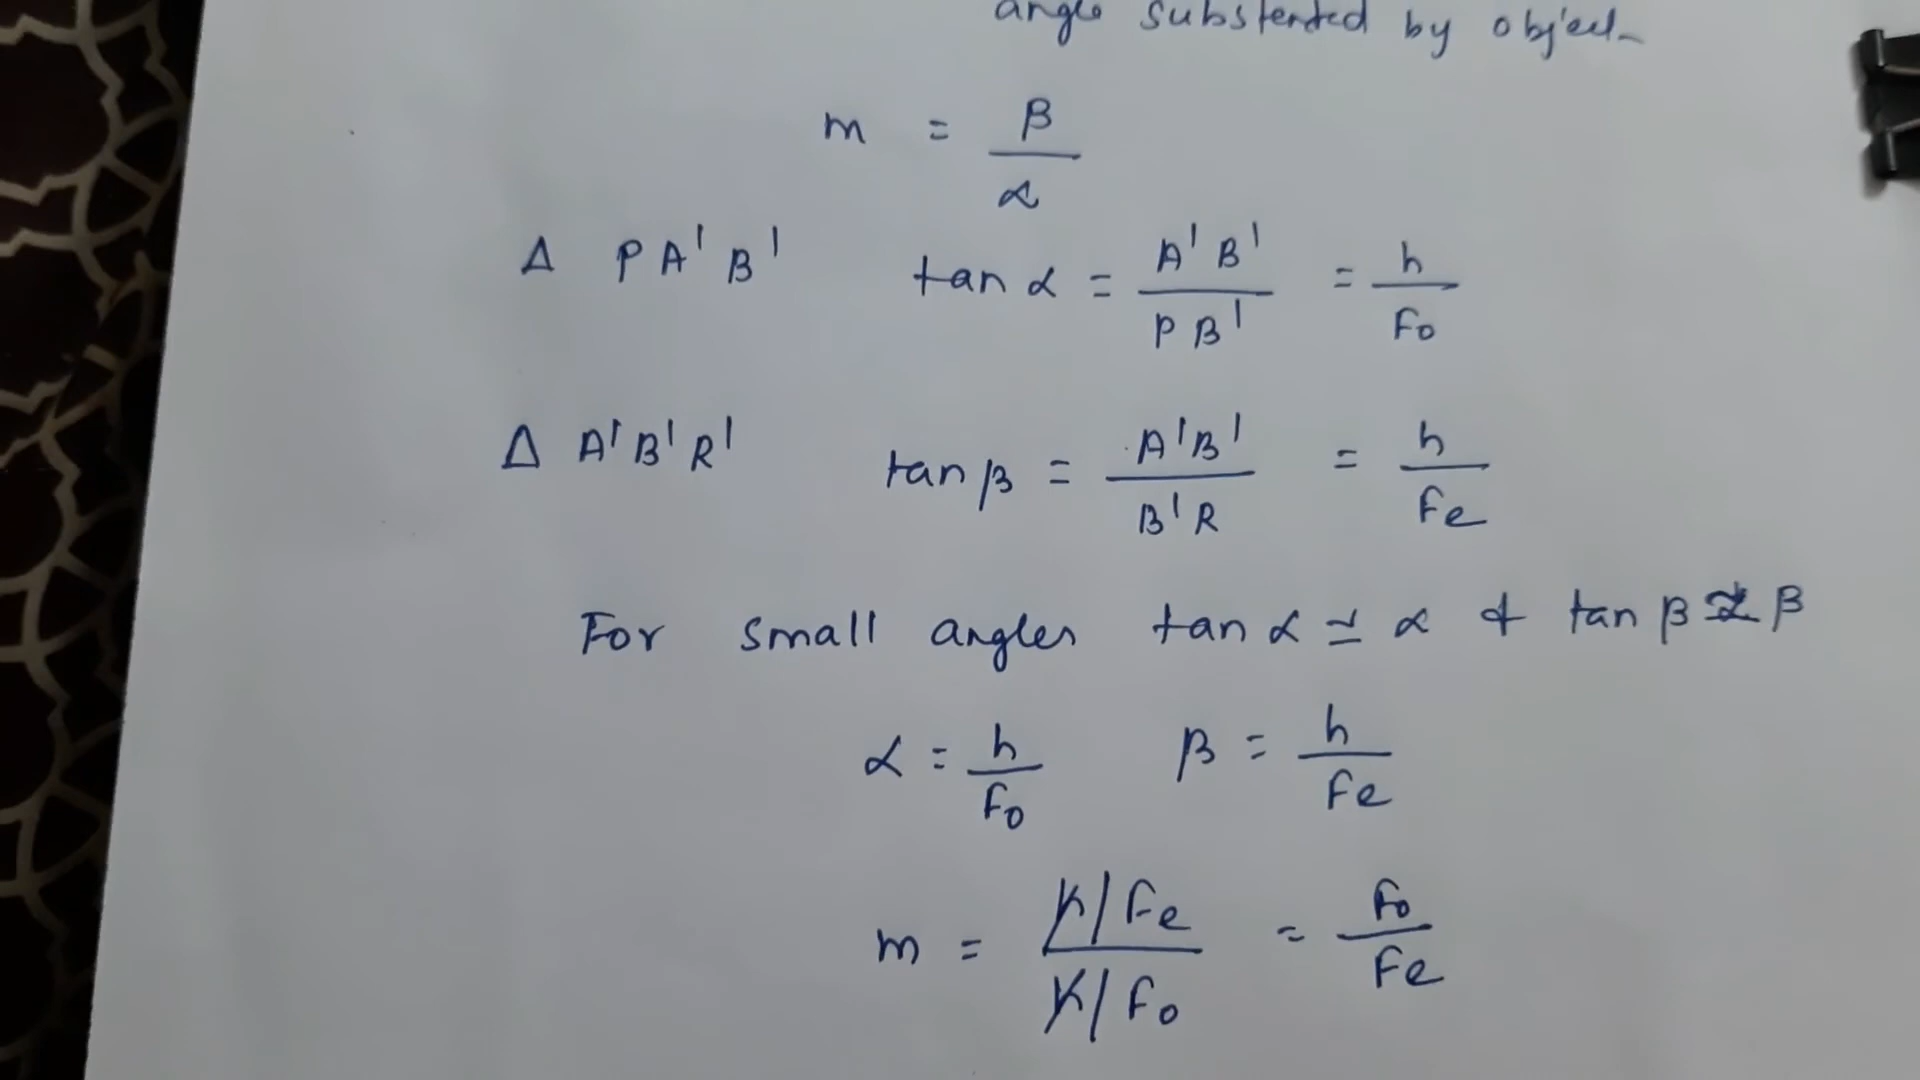 angle substended by object
m = β / α
Δ PA'B' tan α = A'B' / PB' = h / Fo
Δ A'B'R' tan β = A'B' / B'R = h / Fe
For small angles tan α ≃ α & tan β ≃ β
α = h / Fo β = h / Fe
m = h/Fe / h/Fo = Fo / Fe